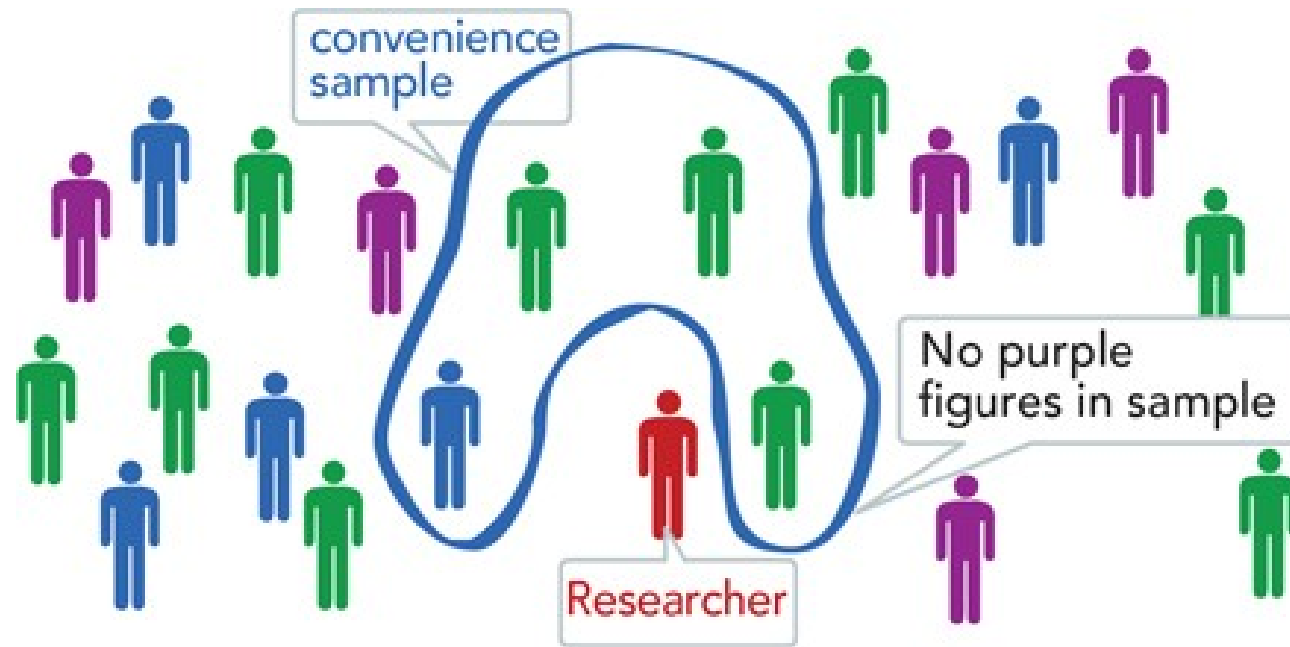 convenience
sample
No purple
figures in sample
Researcher